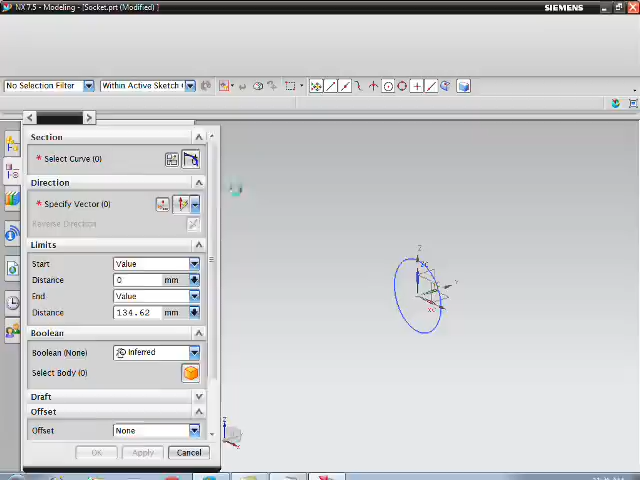 NX 7.5 - Modeling - [Socket.prt (Modified) ]
SIEMENS
No Selection Filter
Within Active Sketch
Section
* Select Curve (0)
Direction
* Specify Vector (0)
Reverse Direction
Limits
Start
Value
Distance
0
mm
End
Value
Distance
134.62
mm
Boolean
Boolean (None)
Inferred
Select Body (0)
Draft
Offset
Offset
None
OK
Apply
Cancel
Z
ZC
Y
XC
Z
X